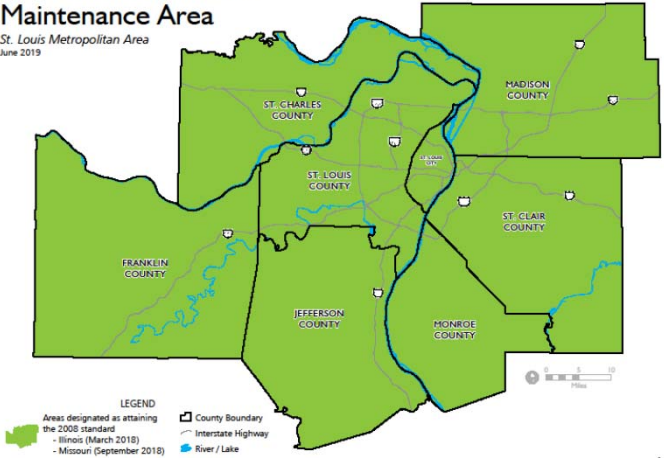 Maintenance Area
St. Louis Metropolitan Area
June 2019
MADISON
COUNTY
ST. CHARLES
COUNTY
ST. LOUIS
CITY
ST. LOUIS
COUNTY
ST. CLAIR
COUNTY
FRANKLIN
COUNTY
JEFFERSON
COUNTY
MONROE
COUNTY
0 5 10
Miles
LEGEND
Areas designated as attaining
the 2008 standard
- Illinois (March 2018)
- Missouri (September 2018)
County Boundary
Interstate Highway
River / Lake